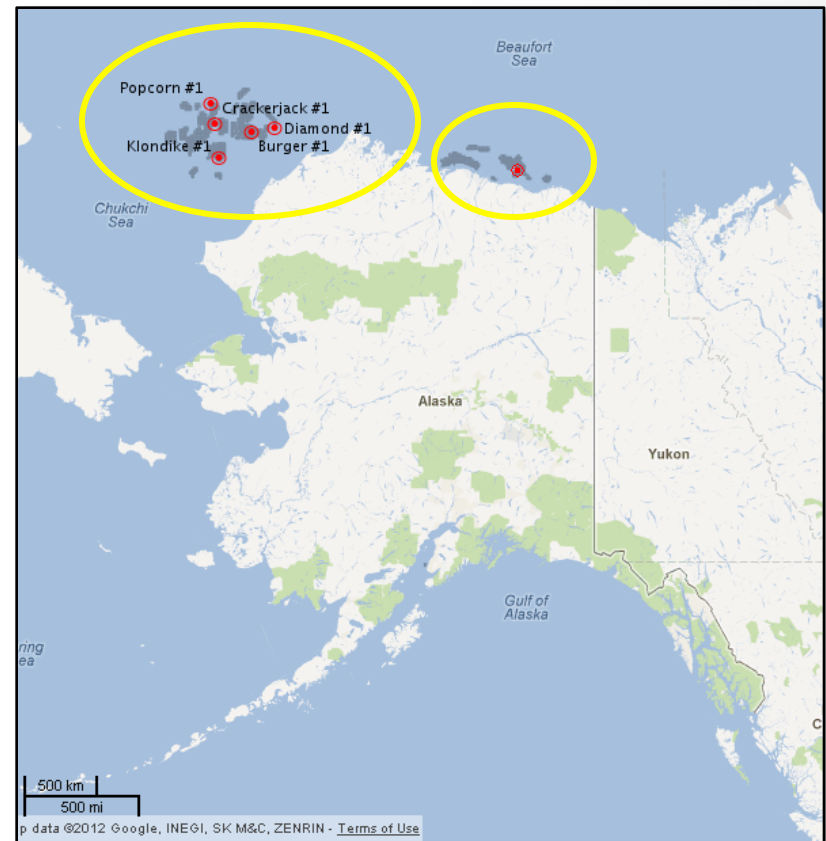 Beaufort
Sea
Popcorn #1
Crackerjack #1
Diamond #1
Klondike #1
Burger #1
Chukchi
Sea
Alaska
Yukon
Gulf of
Alaska
ring
ea
C
500 km
500 mi
p data ©2012 Google, INEGI, SK M&C, ZENRIN - Terms of Use